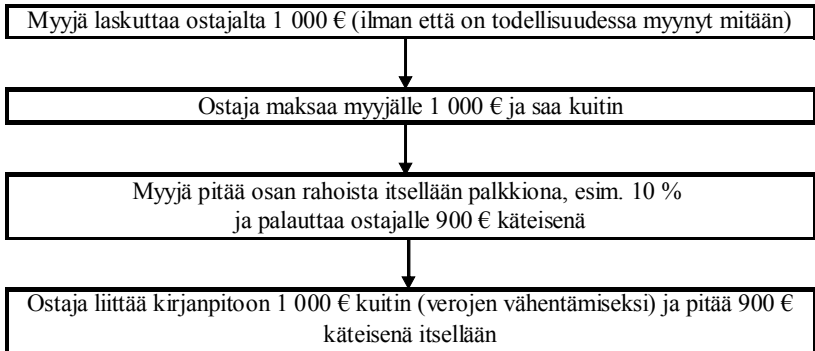 Myyjä laskuttaa ostajalta 1 000 € (ilman että on todellisuudessa myynyt mitään)
Ostaja maksaa myyjälle 1 000 € ja saa kuitin
Myyjä pitää osan rahoista itsellään palkkiona, esim. 10 %
ja palauttaa ostajalle 900 € käteisenä
Ostaja liittää kirjanpitoon 1 000 € kuitin (verojen vähentämiseksi) ja pitää 900 €
käteisenä itsellään